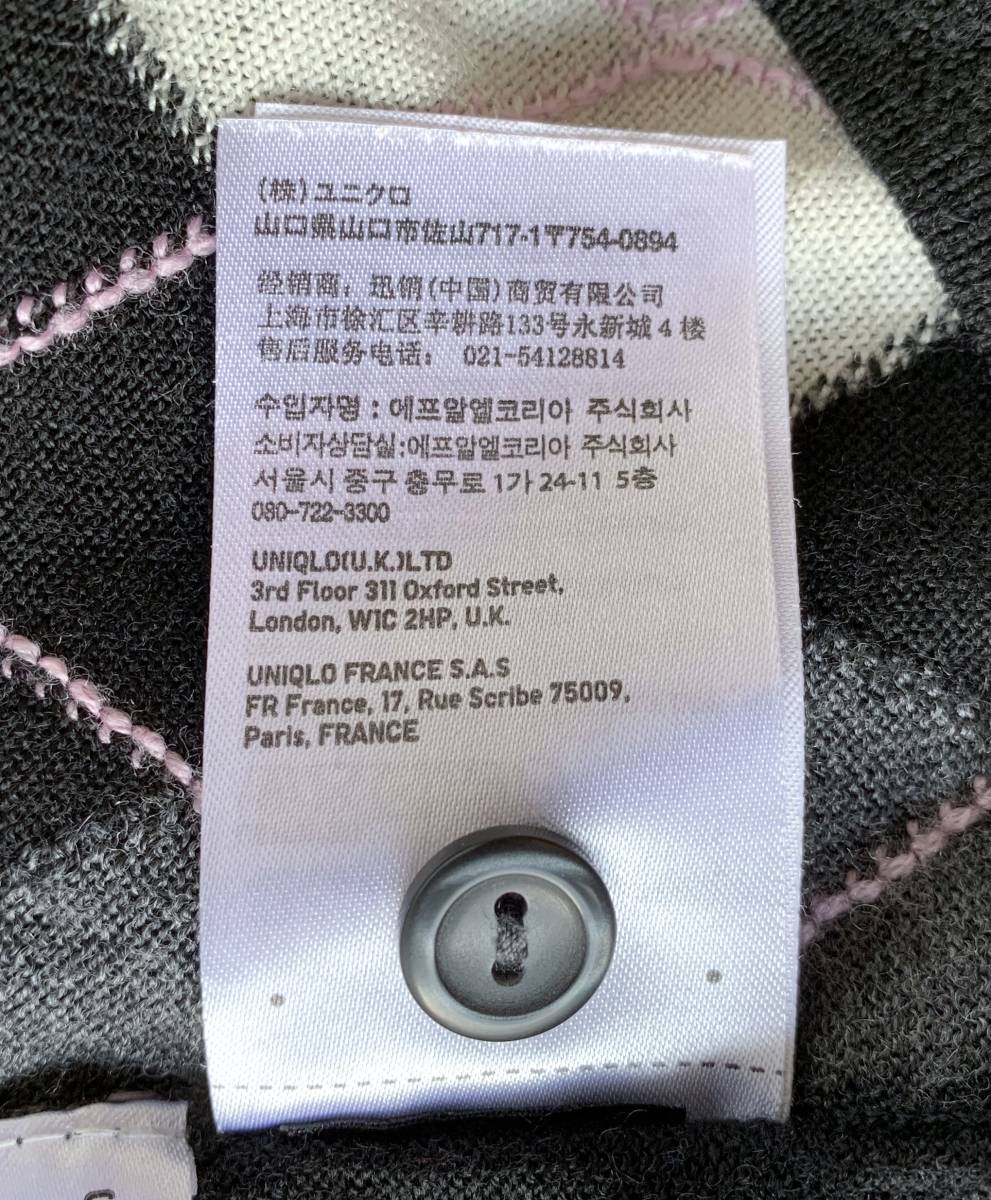 (株)ユニクロ
山口県山口市佐山717-1〒754-0894
经销商：迅销(中国)商贸有限公司
上海市徐汇区辛耕路133号永新城4楼
售后服务电话： 021-54128814
수입자명 : 에프알엘코리아 주식회사
소비자상담실:에프알엘코리아 주식회사
서울시 중구 충무로 1가 24-11 5층
080-722-3300
UNIQLO(U.K.)LTD
3rd Floor 311 Oxford Street,
London, W1C 2HP, U.K.
UNIQLO FRANCE S.A.S
FR France, 17, Rue Scribe 75009,
Paris, FRANCE